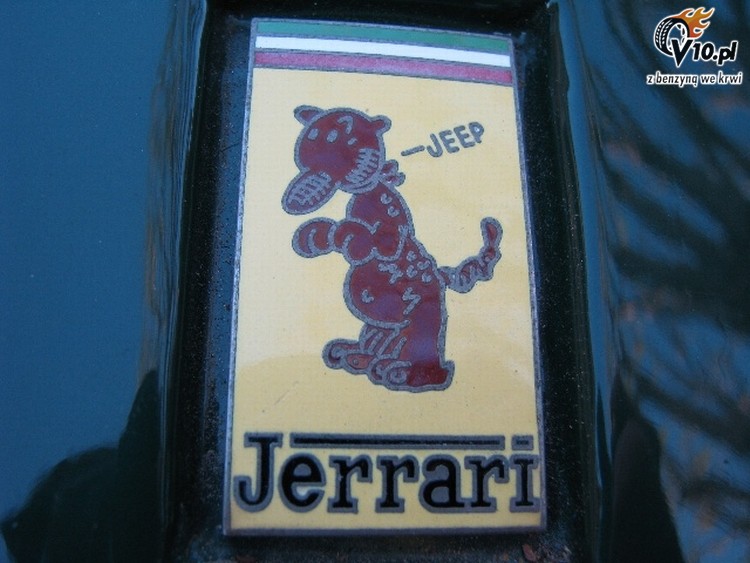 V10.pl
z benzyną we krwi
—JEEP
Jerrari